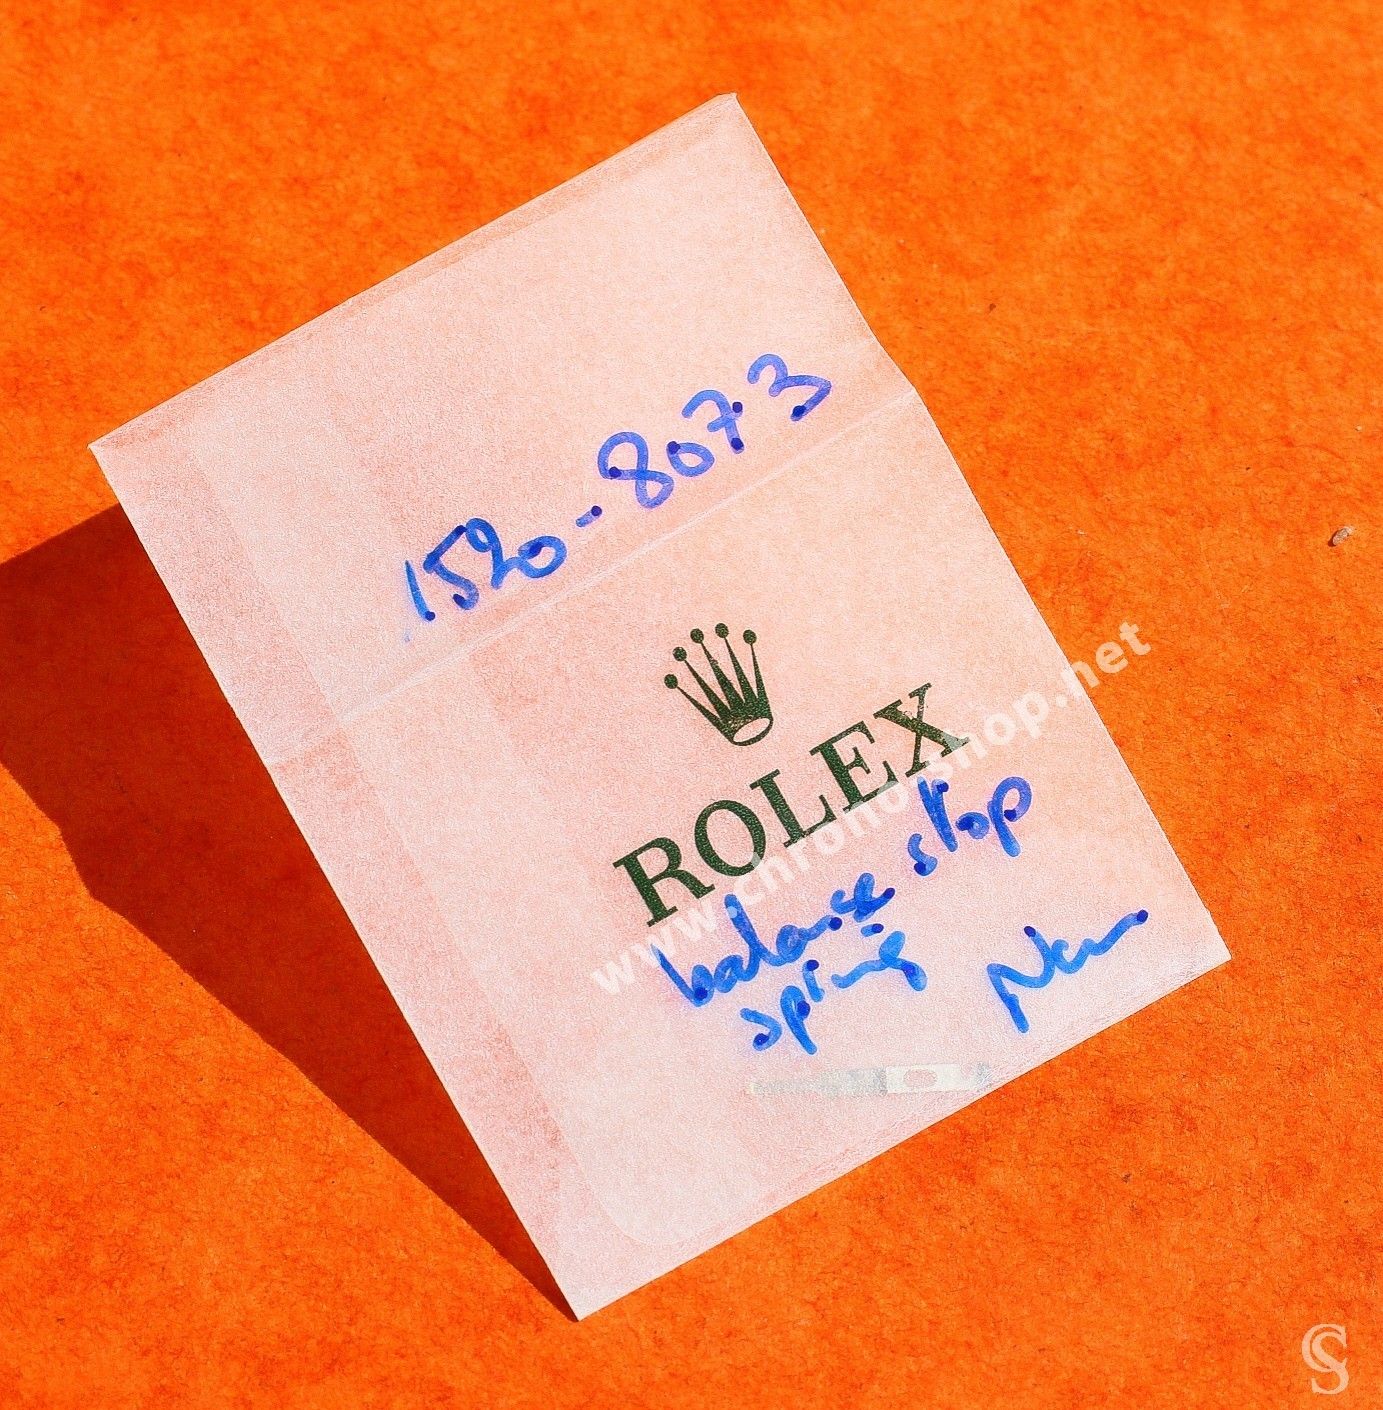 1520-8073
ROLEX
balance stop
spring New
www.chronoshop.net